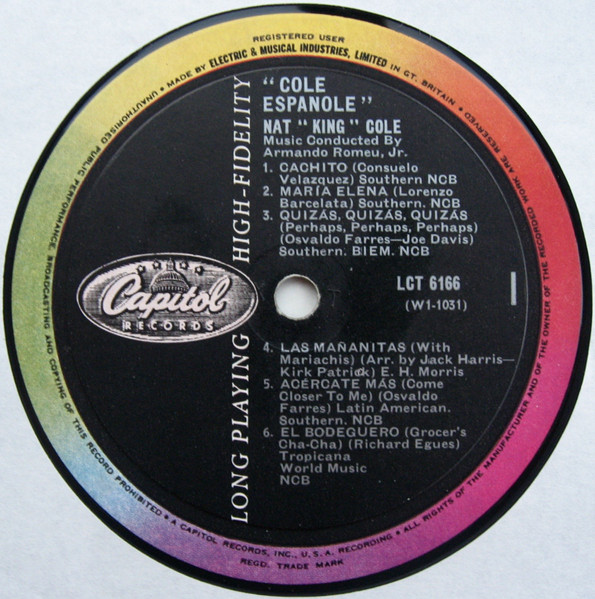 REGISTERED USER
UNAUTHORISED PUBLIC PERFORMANCE, BROADCASTING AND COPYING OF THIS RECORD PROHIBITED • A CAPITOL RECORDS, INC., U.S.A. RECORDING • ALL RIGHTS OF THE MANUFACTURER AND OF THE OWNER OF THE RECORDED WORK ARE RESERVED
• MADE BY ELECTRIC & MUSICAL INDUSTRIES, LIMITED IN GT. BRITAIN •
REGD. TRADE MARK
LONG PLAYING HIGH-FIDELITY
Capitol
RECORDS
"COLE
ESPANOLE"
NAT "KING" COLE
Music Conducted By
Armando Romeu, Jr.
1. CACHITO (Consuelo
Velazquez) Southern NCB
2. MARÍA ELENA (Lorenzo
Barcelata) Southern. NCB
3. QUIZÁS, QUIZÁS, QUIZÁS
(Perhaps, Perhaps, Perhaps)
(Osvaldo Farres—Joe Davis)
Southern. BIEM. NCB
LCT 6166
(W1-1031)
1
4. LAS MAÑANITAS (With
Mariachis) (Arr. by Jack Harris—
Kirk Patrick) E. H. Morris
5. ACÉRCATE MÁS (Come
Closer To Me) (Osvaldo
Farres) Latin American.
Southern. NCB
6. EL BODEGUERO (Grocer's
Cha-Cha) (Richard Egues)
Tropicana
World Music
NCB